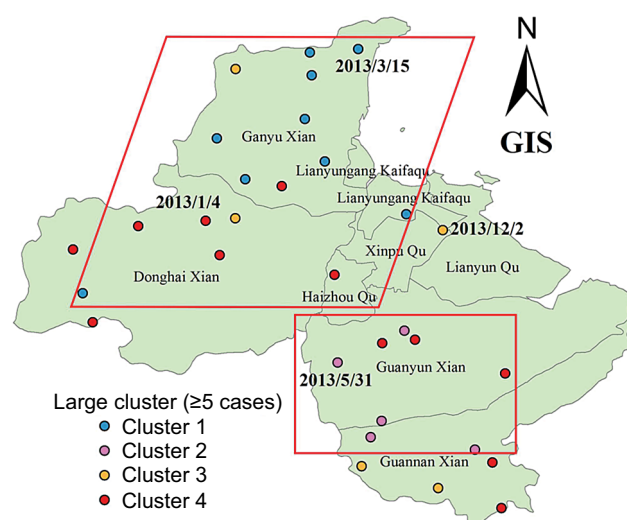 N
GIS
2013/3/15
Ganyu Xian
Lianyungang Kaifaqu
Lianyungang Kaifaqu
2013/1/4
2013/12/2
Xinpu Qu
Lianyun Qu
Donghai Xian
Haizhou Qu
Guanyun Xian
2013/5/31
Guannan Xian
Large cluster (≥5 cases)
Cluster 1
Cluster 2
Cluster 3
Cluster 4